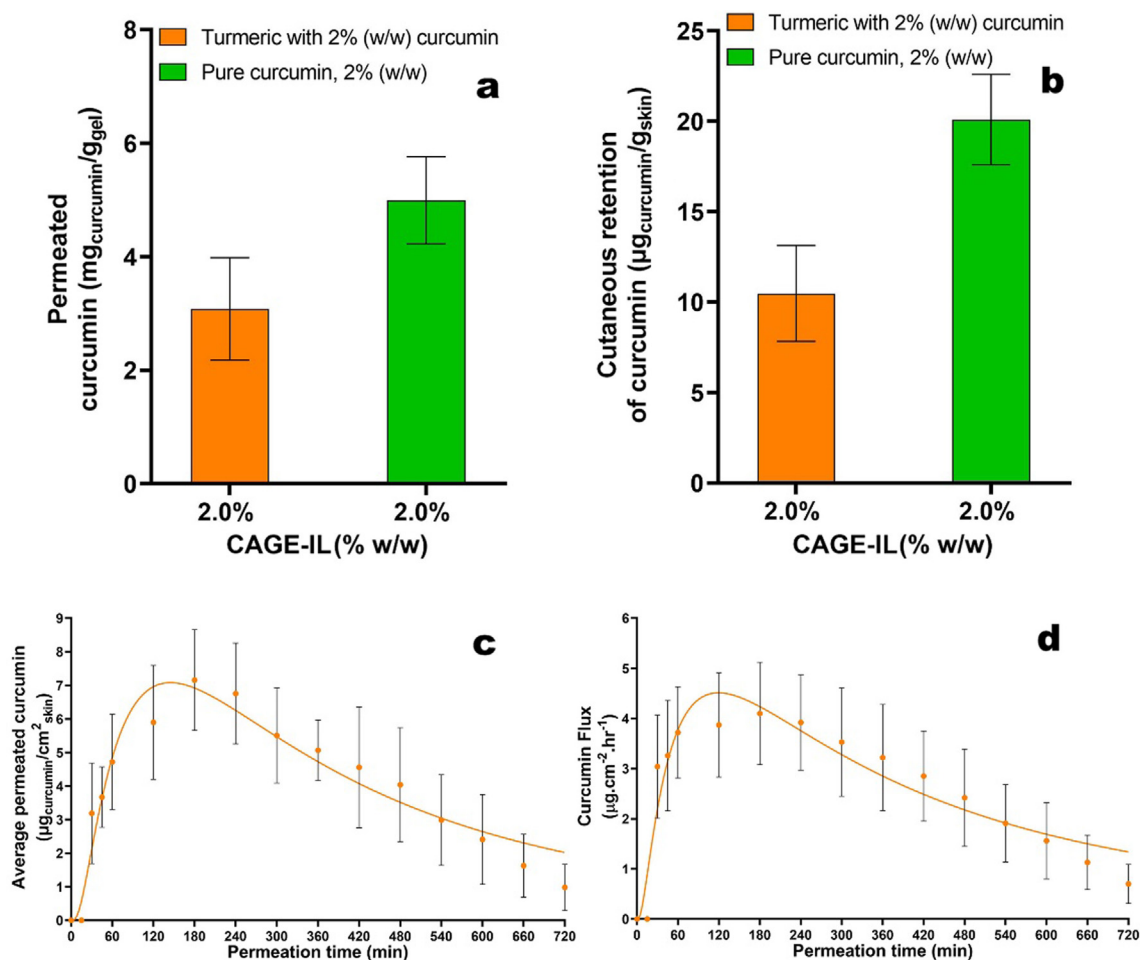 Turmeric with 2% (w/w) curcumin
Pure curcumin, 2% (w/w)
a
Permeated
curcumin (mgcurcumin/ggel)
8
6
4
2
0
2.0%
2.0%
CAGE-IL(% w/w)
Turmeric with 2% (w/w) curcumin
Pure curcumin, 2% (w/w)
b
Cutaneous retention
of curcumin (µgcurcumin/gskin)
25
20
15
10
5
0
2.0%
2.0%
CAGE-IL(% w/w)
c
Average permeated curcumin
(µgcurcumin/cm2skin)
9
8
7
6
5
4
3
2
1
0
0 60 120 180 240 300 360 420 480 540 600 660 720
Permeation time (min)
d
Curcumin Flux
(µg.cm-2.hr-1)
6
5
4
3
2
1
0
0 60 120 180 240 300 360 420 480 540 600 660 720
Permeation time (min)